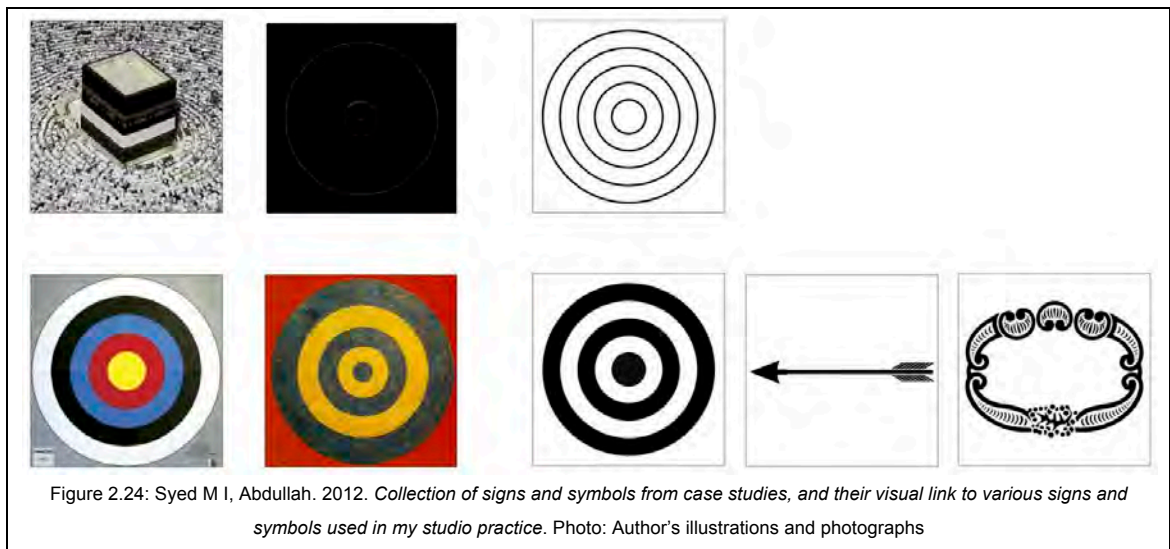 Figure 2.24: Syed M I, Abdullah. 2012. Collection of signs and symbols from case studies, and their visual link to various signs and
symbols used in my studio practice. Photo: Author’s illustrations and photographs